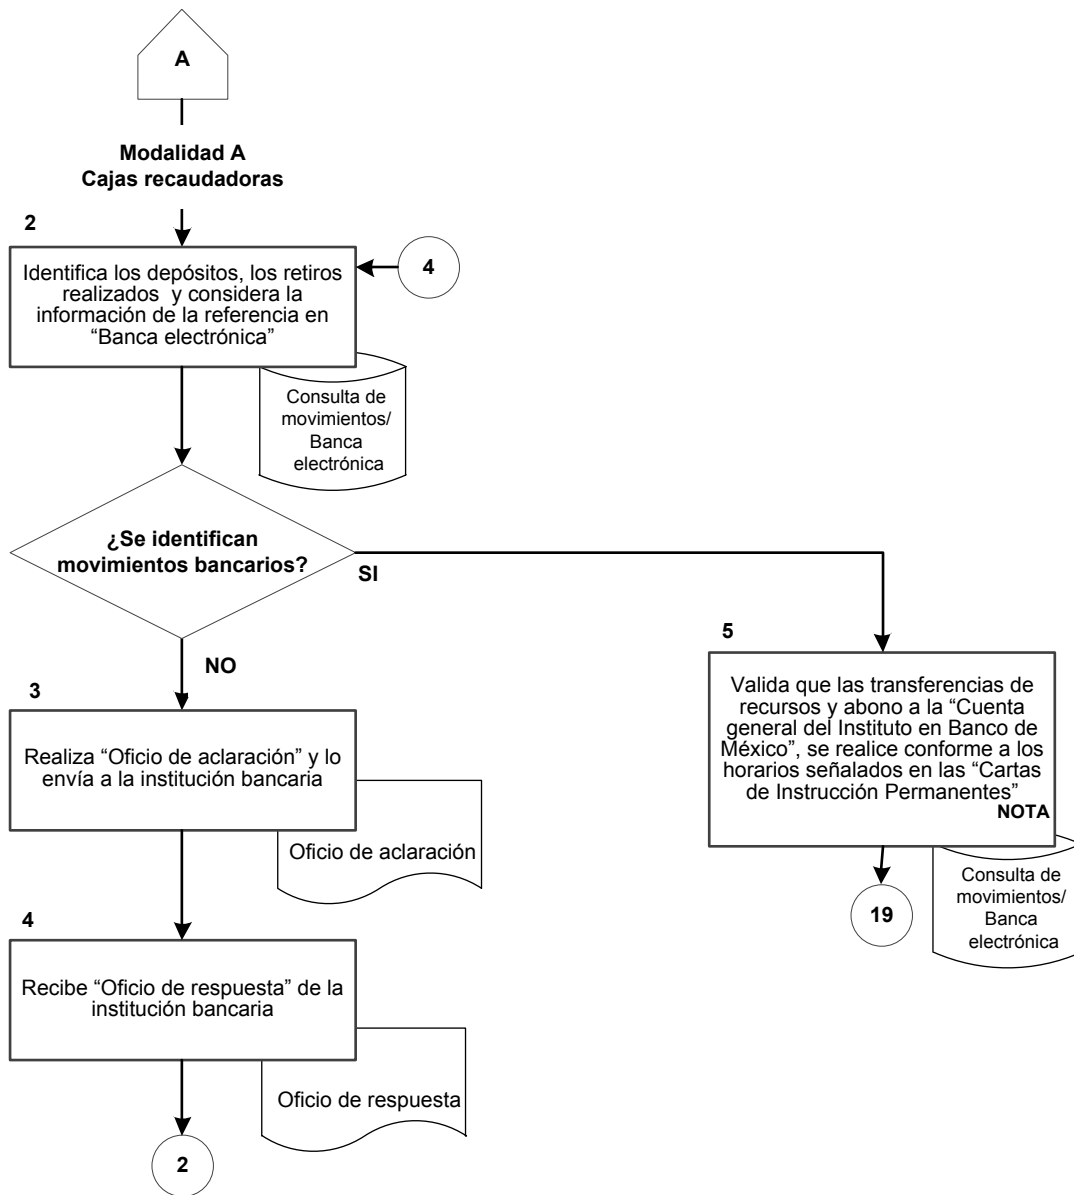 A
Modalidad A
Cajas recaudadoras
2
Identifica los depósitos, los retiros
realizados y considera la
información de la referencia en
“Banca electrónica”
4
Consulta de
movimientos/
Banca
electrónica
¿Se identifican
movimientos bancarios?
SI
NO
3
Realiza “Oficio de aclaración” y lo
envía a la institución bancaria
Oficio de aclaración
4
Recibe “Oficio de respuesta” de la
institución bancaria
Oficio de respuesta
2
5
Valida que las transferencias de
recursos y abono a la “Cuenta
general del Instituto en Banco de
México”, se realice conforme a los
horarios señalados en las “Cartas
de Instrucción Permanentes”
NOTA
Consulta de
movimientos/
Banca
electrónica
19